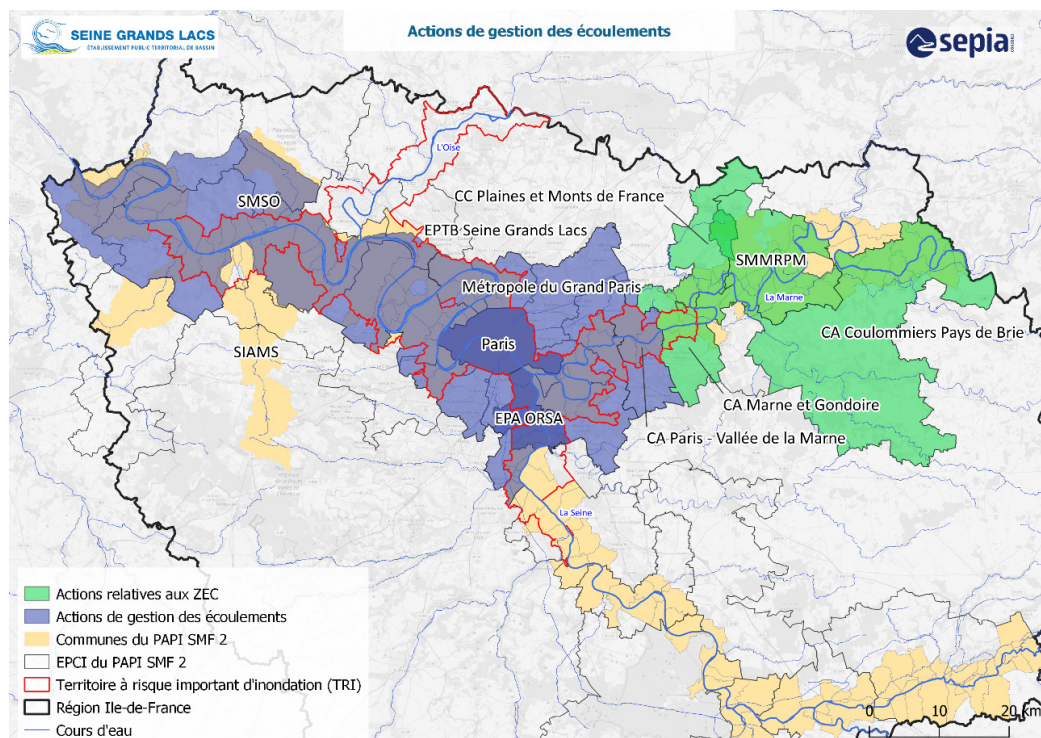 SEINE GRANDS LACS
ÉTABLISSEMENT PUBLIC TERRITORIAL DE BASSIN
Actions de gestion des écoulements
sepia
CONSEILS
L'Oise
CC Plaines et Monts de France
SMSO
EPTB Seine Grands Lacs
SMMRPM
Métropole du Grand Paris
La Marne
CA Coulommiers Pays de Brie
Paris
SIAMS
CA Marne et Gondoire
EPA ORSA
CA Paris - Vallée de la Marne
La Seine
Actions relatives aux ZEC
Actions de gestion des écoulements
Communes du PAPI SMF 2
EPCI du PAPI SMF 2
Territoire à risque important d'inondation (TRI)
Région Ile-de-France
Cours d'eau
0 10 20 km